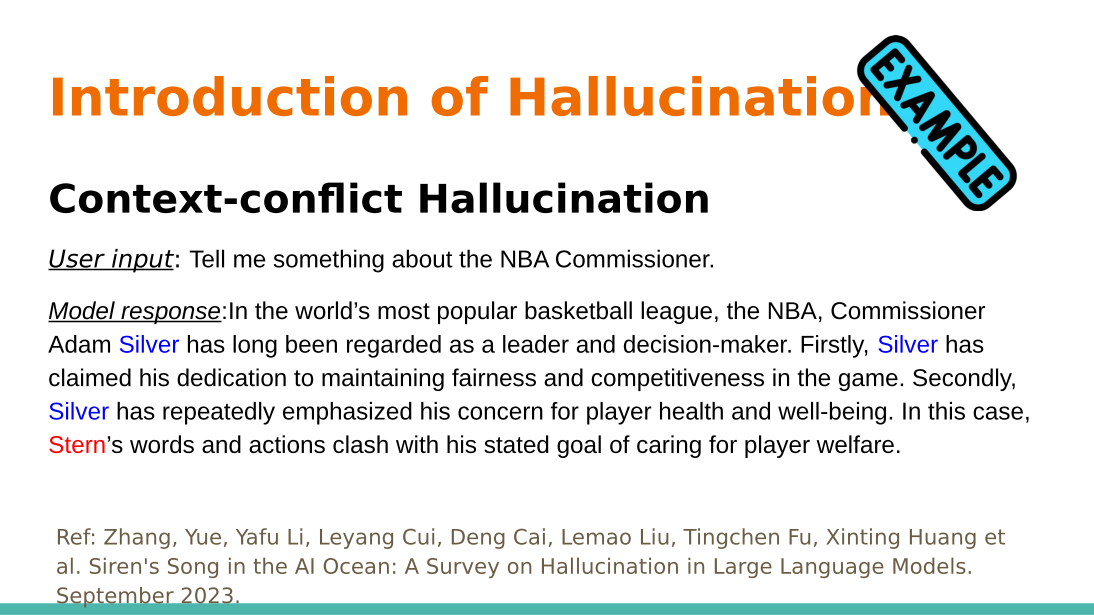 Introduction of Hallucination
EXAMPLE
Context-conflict Hallucination
User input: Tell me something about the NBA Commissioner.
Model response:In the world’s most popular basketball league, the NBA, Commissioner
Adam Silver has long been regarded as a leader and decision-maker. Firstly, Silver has
claimed his dedication to maintaining fairness and competitiveness in the game. Secondly,
Silver has repeatedly emphasized his concern for player health and well-being. In this case,
Stern’s words and actions clash with his stated goal of caring for player welfare.
Ref: Zhang, Yue, Yafu Li, Leyang Cui, Deng Cai, Lemao Liu, Tingchen Fu, Xinting Huang et
al. Siren's Song in the AI Ocean: A Survey on Hallucination in Large Language Models.
September 2023.